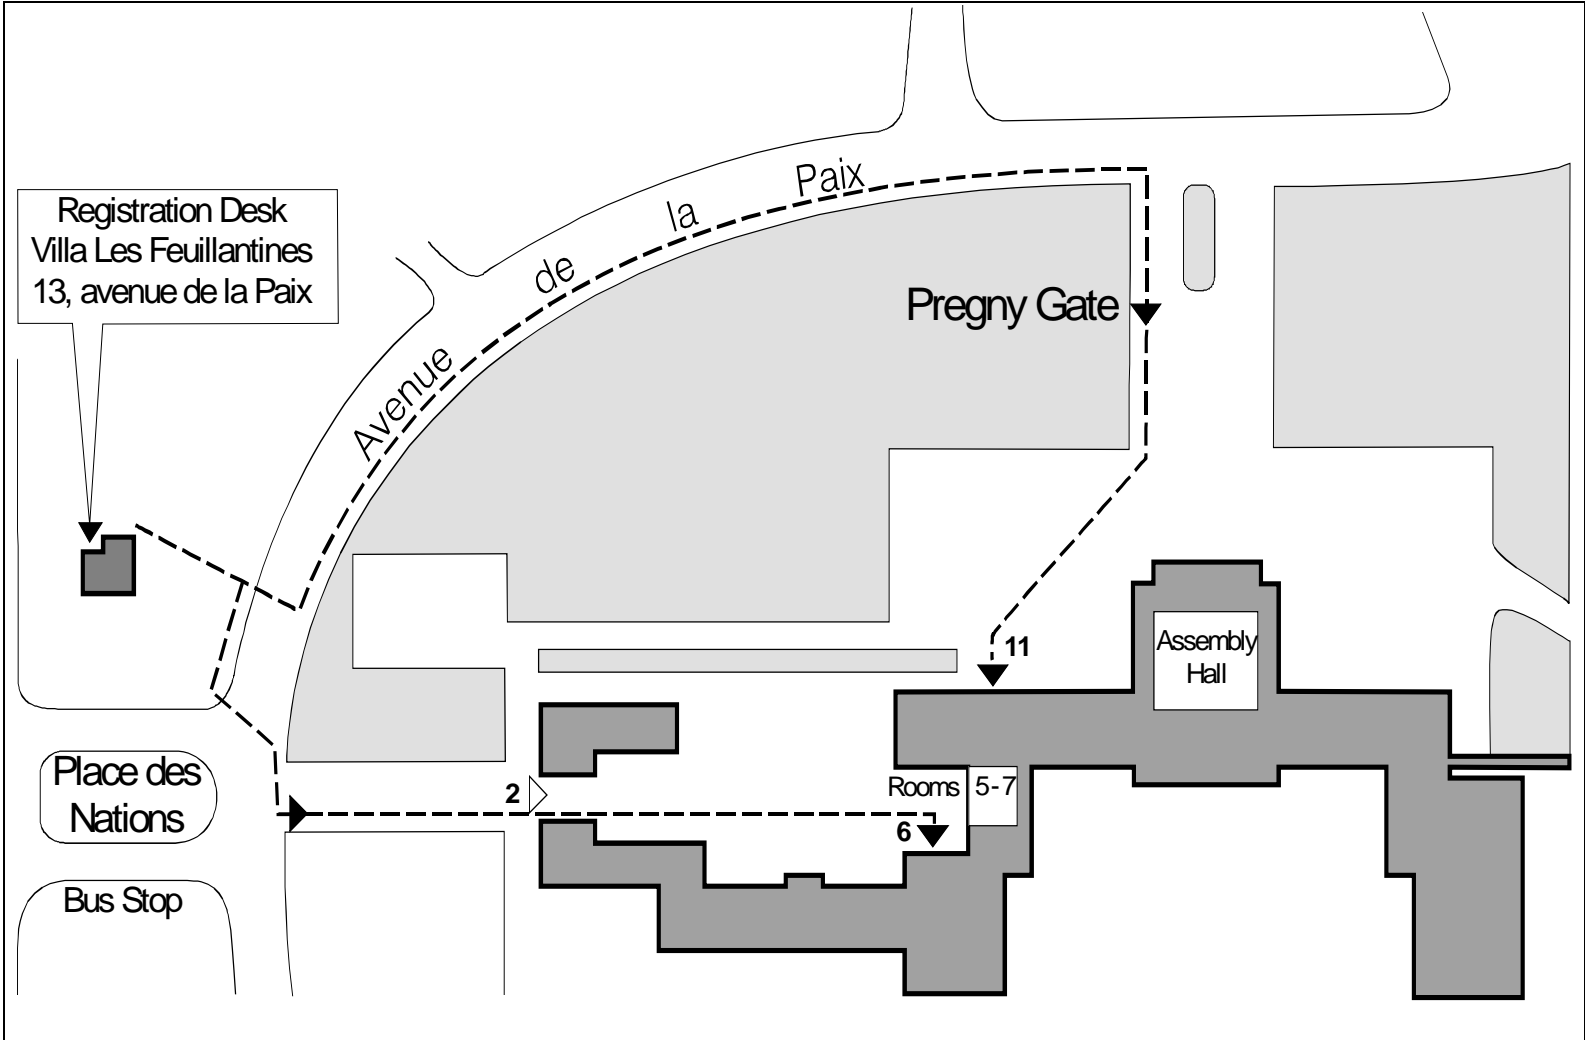 Registration Desk
Villa Les Feuillantines
13, avenue de la Paix
Avenue de la Paix
Pregny Gate
11
Assembly
Hall
Place des
Nations
2
Rooms 5-7
6
Bus Stop